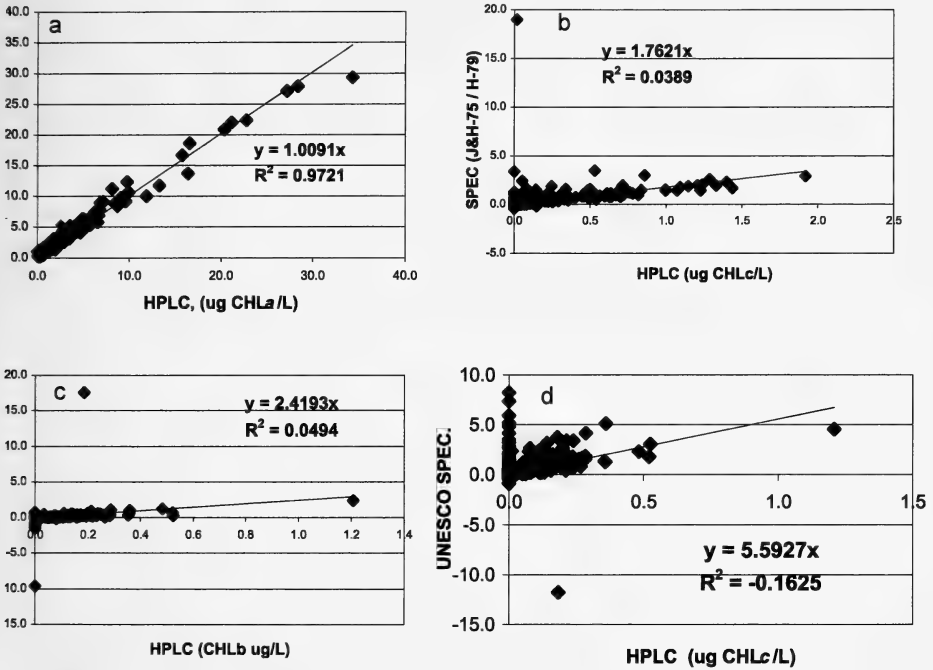 a
40.0
35.0
30.0
25.0
20.0
15.0
10.0
5.0
0.0
y = 1.0091x
R² = 0.9721
0.0 10.0 20.0 30.0 40.0
HPLC, (ug CHLa/L)
b
SPEC (J&H-75 / H-79)
20.0
15.0
10.0
5.0
0.0
-5.0
y = 1.7621x
R² = 0.0389
0.0 0.5 1.0 1.5 2.0 2.5
HPLC (ug CHLc/L)
c
20.0
15.0
10.0
5.0
0.0
-5.0
10.0
15.0
y = 2.4193x
R² = 0.0494
0.0 0.2 0.4 0.6 0.8 1.0 1.2 1.4
HPLC (CHLb ug/L)
d
UNESCO SPEC.
10.0
5.0
0.0
-5.0
-10.0
-15.0
0.0 0.5 1.0 1.5
y = 5.5927x
R² = -0.1625
HPLC (ug CHLc/L)